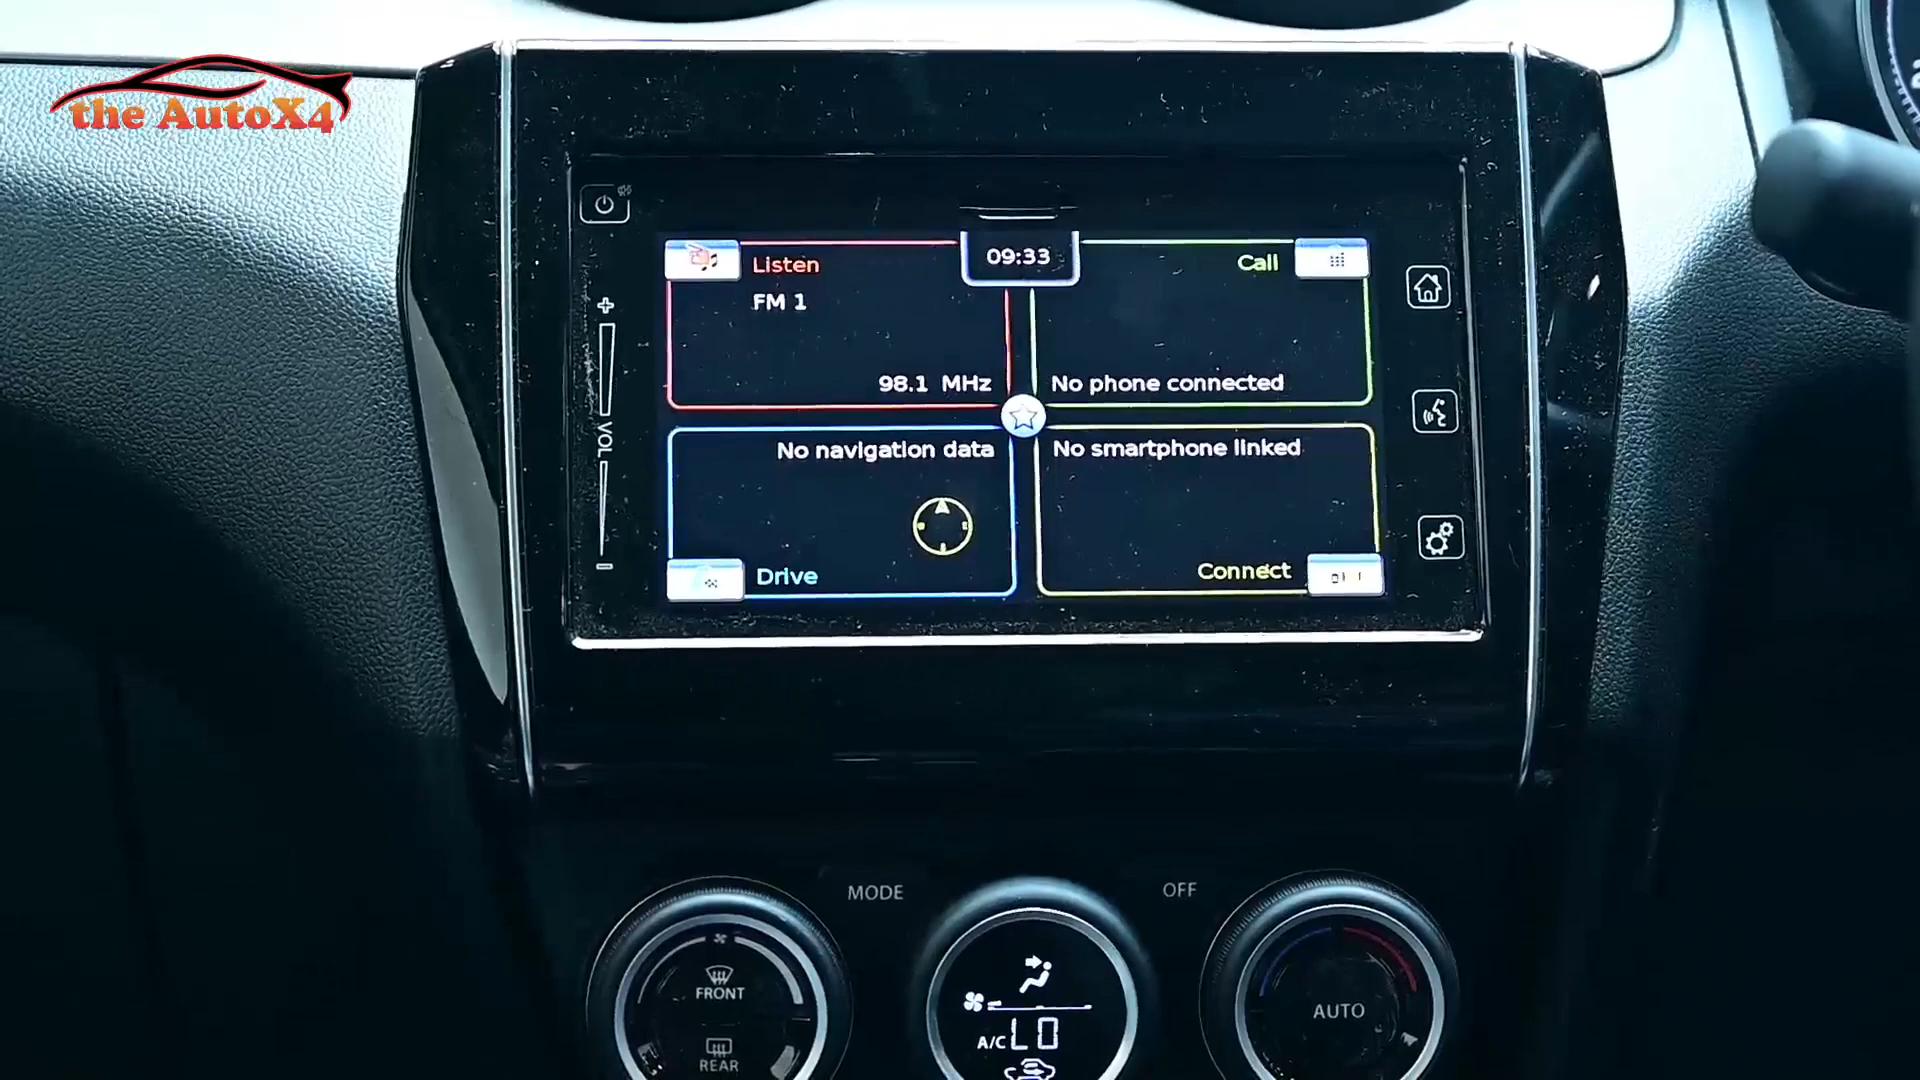 the AutoX4
09:33
Listen
Call
FM 1
98.1 MHz
No phone connected
VOL
No navigation data
No smartphone linked
Drive
Connect
MODE
OFF
FRONT
REAR
A/C LO
AUTO